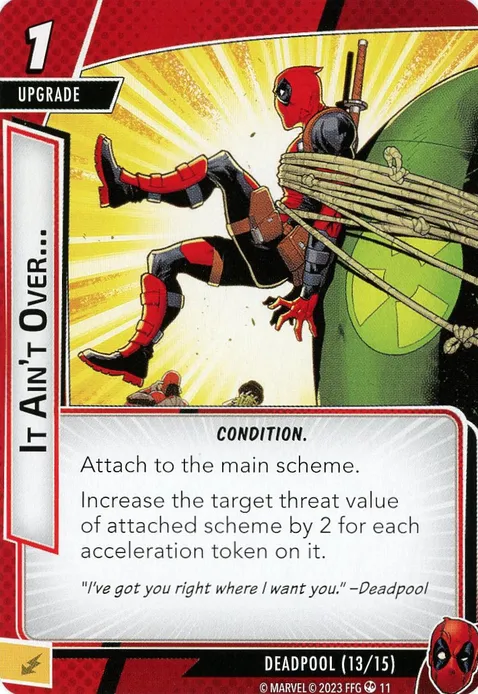 1
UPGRADE
IT AIN'T OVER...
CONDITION.
Attach to the main scheme.
Increase the target threat value
of attached scheme by 2 for each
acceleration token on it.
"I've got you right where I want you." –Deadpool
DEADPOOL (13/15)
© MARVEL © 2023 FFG 11